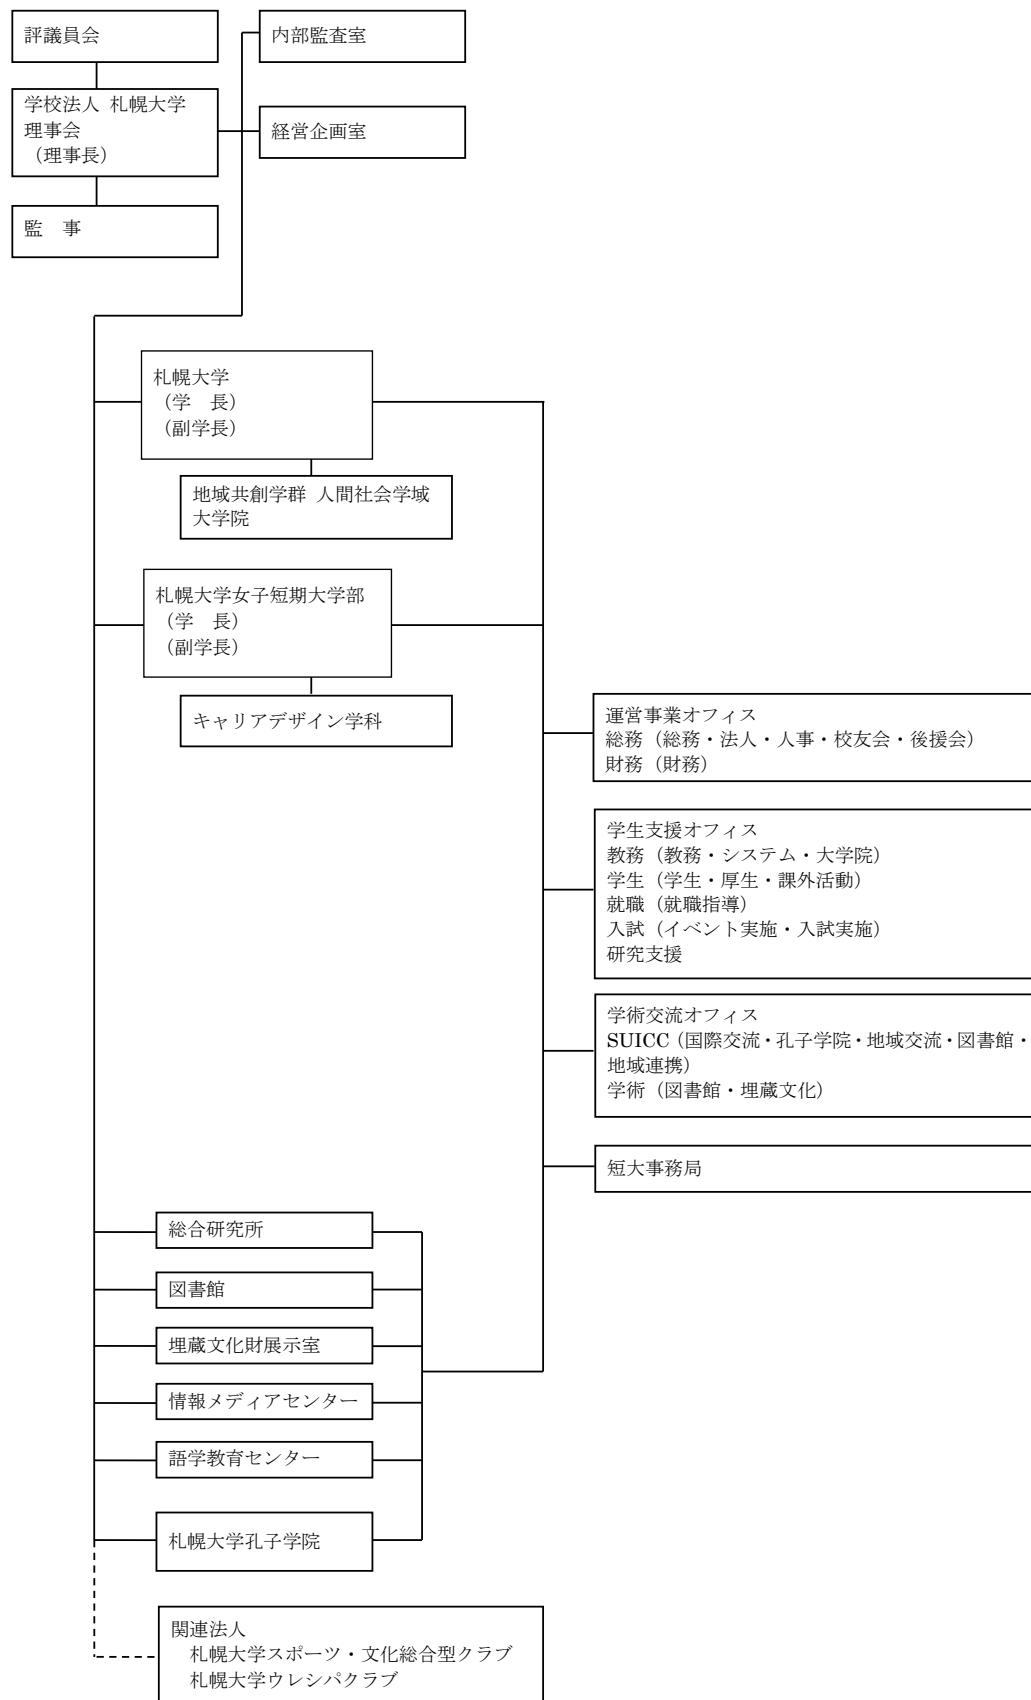 評議員会
内部監査室
学校法人 札幌大学
理事会
（理事長）
経営企画室
監　事
札幌大学
（学　長）
（副学長）
地域共創学群 人間社会学域
大学院
札幌大学女子短期大学部
（学　長）
（副学長）
キャリアデザイン学科
運営事業オフィス
総務（総務・法人・人事・校友会・後援会）
財務（財務）
学生支援オフィス
教務（教務・システム・大学院）
学生（学生・厚生・課外活動）
就職（就職指導）
入試（イベント実施・入試実施）
研究支援
学術交流オフィス
SUICC（国際交流・孔子学院・地域交流・図書館・
地域連携）
学術（図書館・埋蔵文化）
短大事務局
総合研究所
図書館
埋蔵文化財展示室
情報メディアセンター
語学教育センター
札幌大学孔子学院
関連法人
　札幌大学スポーツ・文化総合型クラブ
　札幌大学ウレシパクラブ